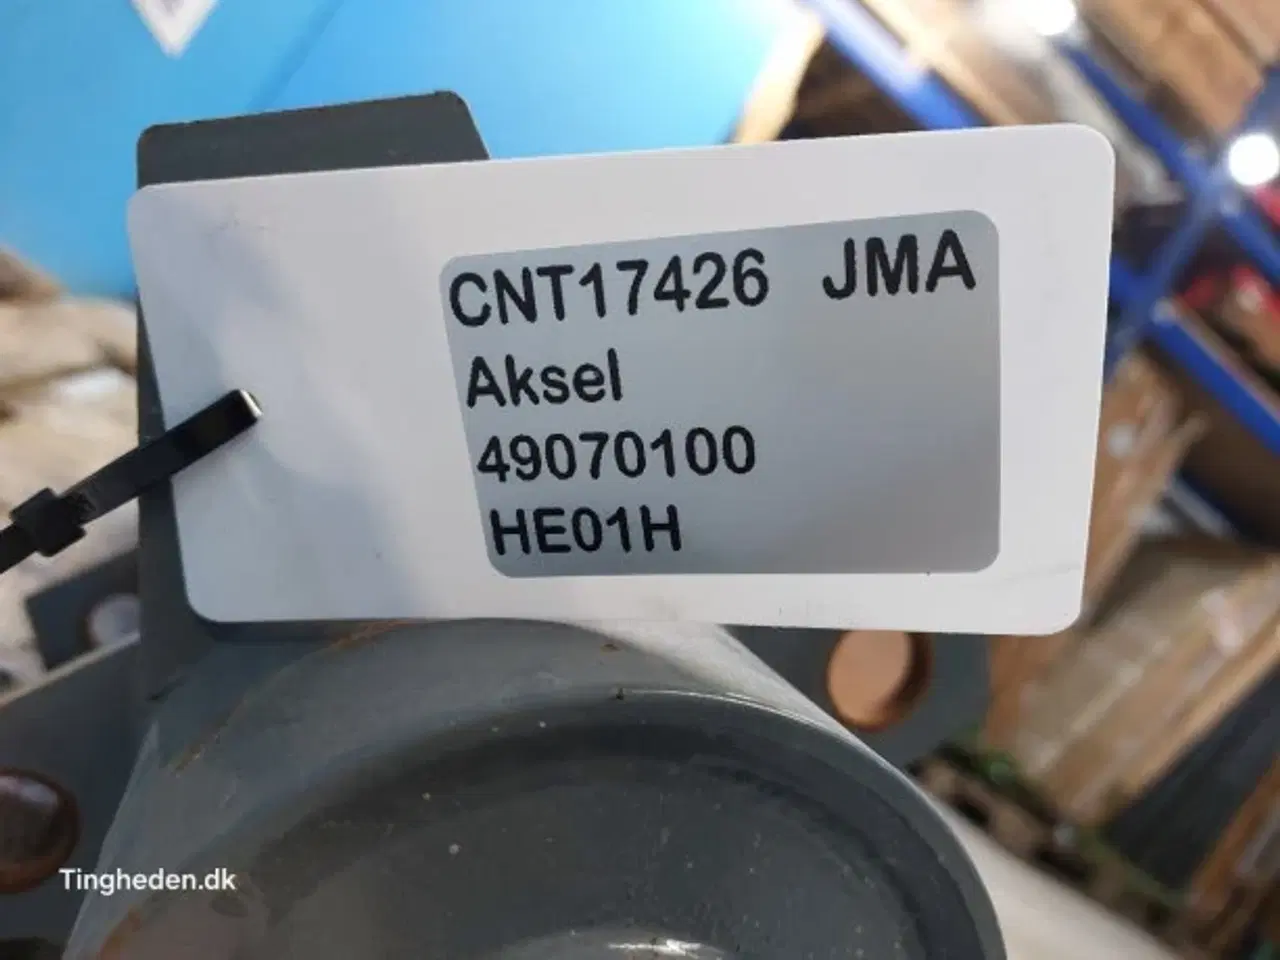 CNT17426 JMA
Aksel
49070100
HE01H
Tingheden.dk